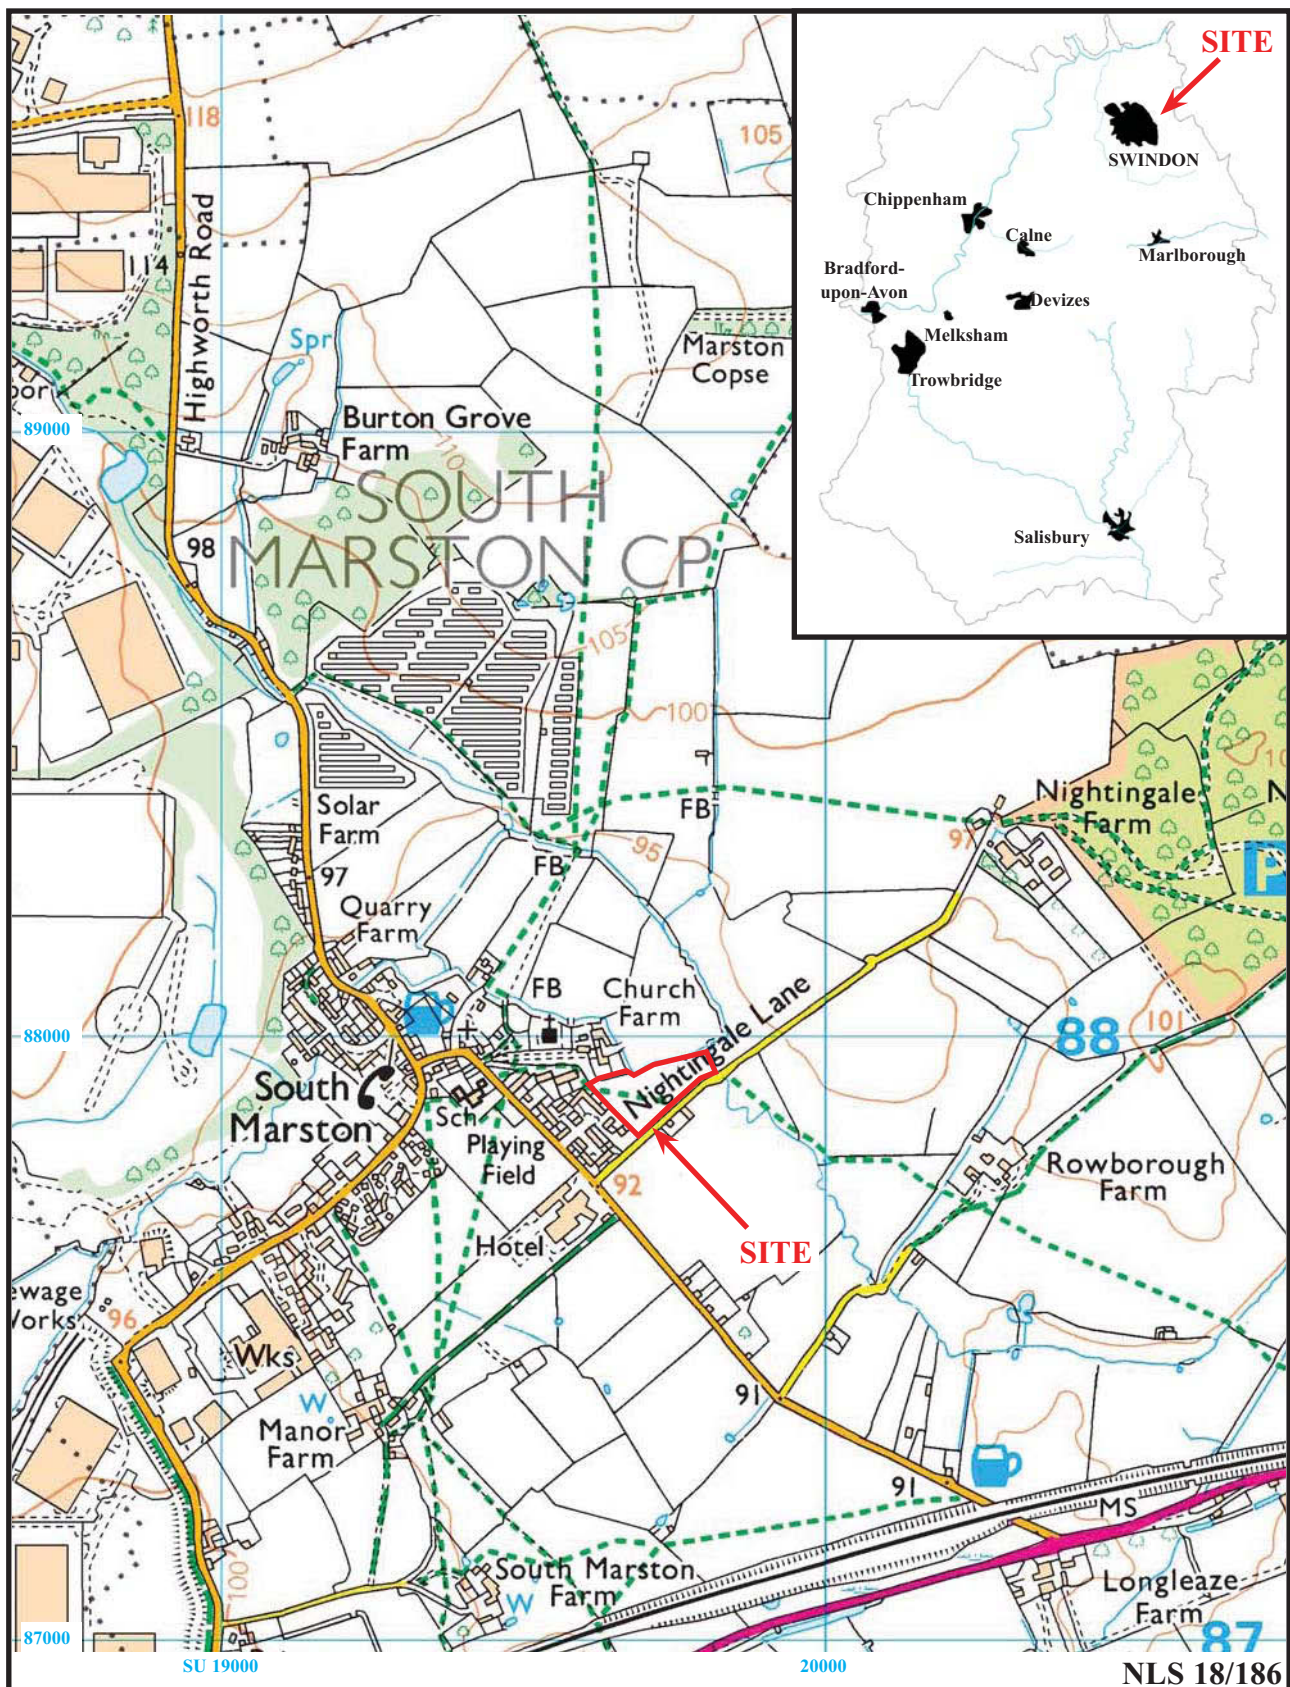 SITE
SWINDON
Chippenham
Calne
Marlborough
Bradford-
upon-Avon
Devizes
Melksham
Trowbridge
Salisbury
118
105
Highworth Road
114
Spr
Marston
Copse
89000
Burton Grove
Farm
110
SOUTH
MARSTON CP
98
105
100
Solar
Farm
FB
Nightingale
Farm
N
P
97
97
95
FB
Quarry
Farm
FB
Church
Farm
Nightingale Lane
88000
88
101
South
Marston
Sch
Playing
Field
92
Rowborough
Farm
Hotel
SITE
ewage
Works
96
Wks
W
Manor
Farm
91
91
MS
100
South Marston
Farm
W
Longleaze
Farm
87000
87
SU 19000
20000
NLS 18/186